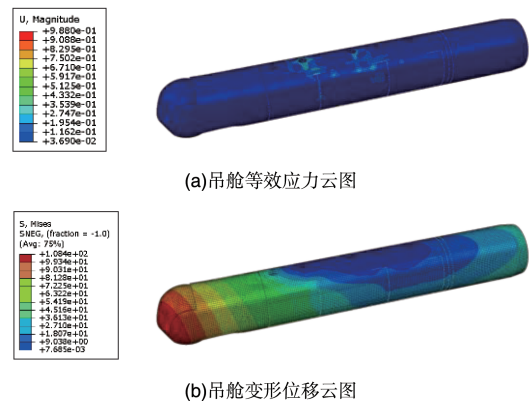 U, Magnitude
+9.880e-01
+9.088e-01
+8.295e-01
+7.502e-01
+6.710e-01
+5.917e-01
+5.125e-01
+4.332e-01
+3.539e-01
+2.747e-01
+1.954e-01
+1.162e-01
+3.690e-02
(a)吊舱等效应力云图
S, Mises
SNEG, (fraction = -1.0)
(Avg: 75%)
+1.084e+02
+9.934e+01
+9.031e+01
+8.128e+01
+7.225e+01
+6.322e+01
+5.419e+01
+4.516e+01
+3.613e+01
+2.710e+01
+1.807e+01
+9.038e+00
+7.685e-03
(b)吊舱变形位移云图